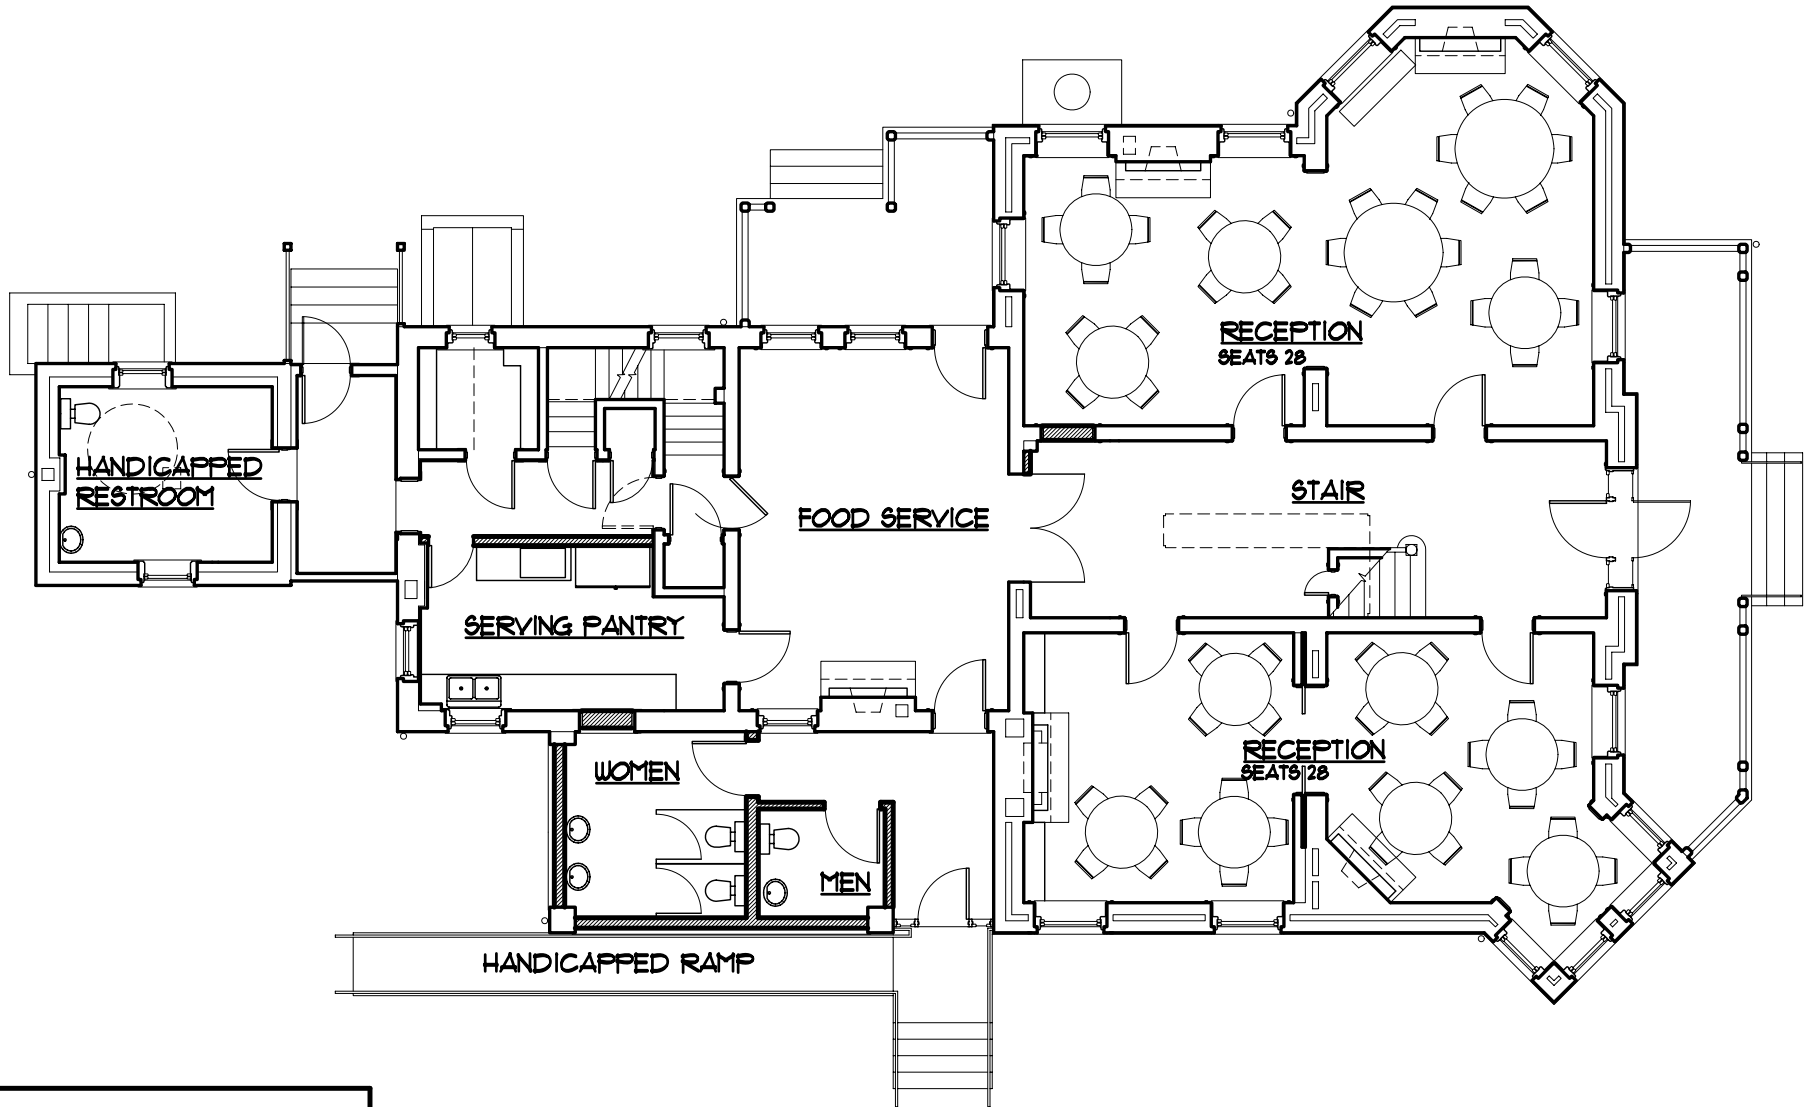 RECEPTION
SEATS 28
HANDICAPPED
RESTROOM
STAIR
FOOD SERVICE
SERVING PANTRY
RECEPTION
SEATS 28
WOMEN
MEN
HANDICAPPED RAMP